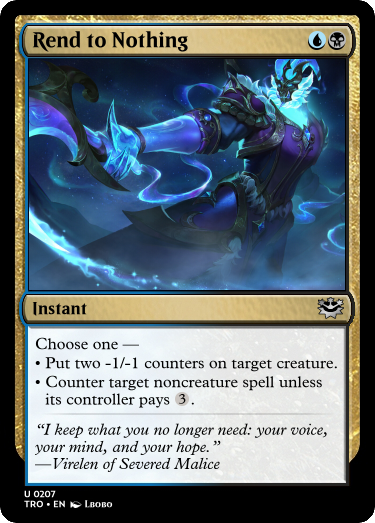 Rend to Nothing
Instant
Choose one —
• Put two -1/-1 counters on target creature.
• Counter target noncreature spell unless
its controller pays 3.
“I keep what you no longer need: your voice,
your mind, and your hope.”
—Virelen of Severed Malice
U 0207
TRO • EN Lbobo